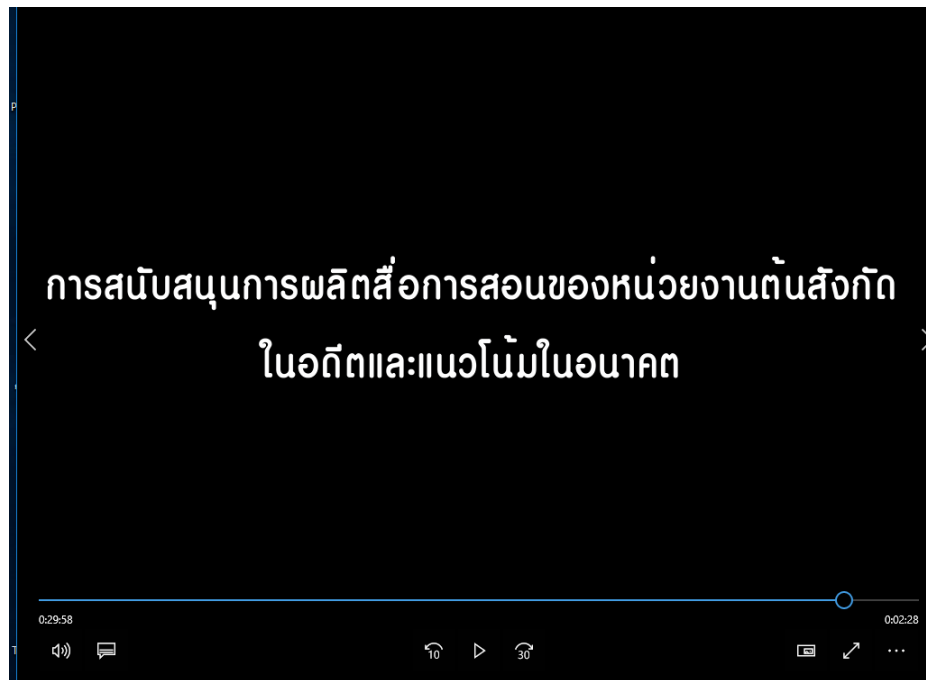 P
การสนับสนุนการผลิตสื่อการสอนของหน่วยงานต้นสังกัด
ในอดีตและแนวโน้มในอนาคต
0:29:58
0:02:28
T
10
30